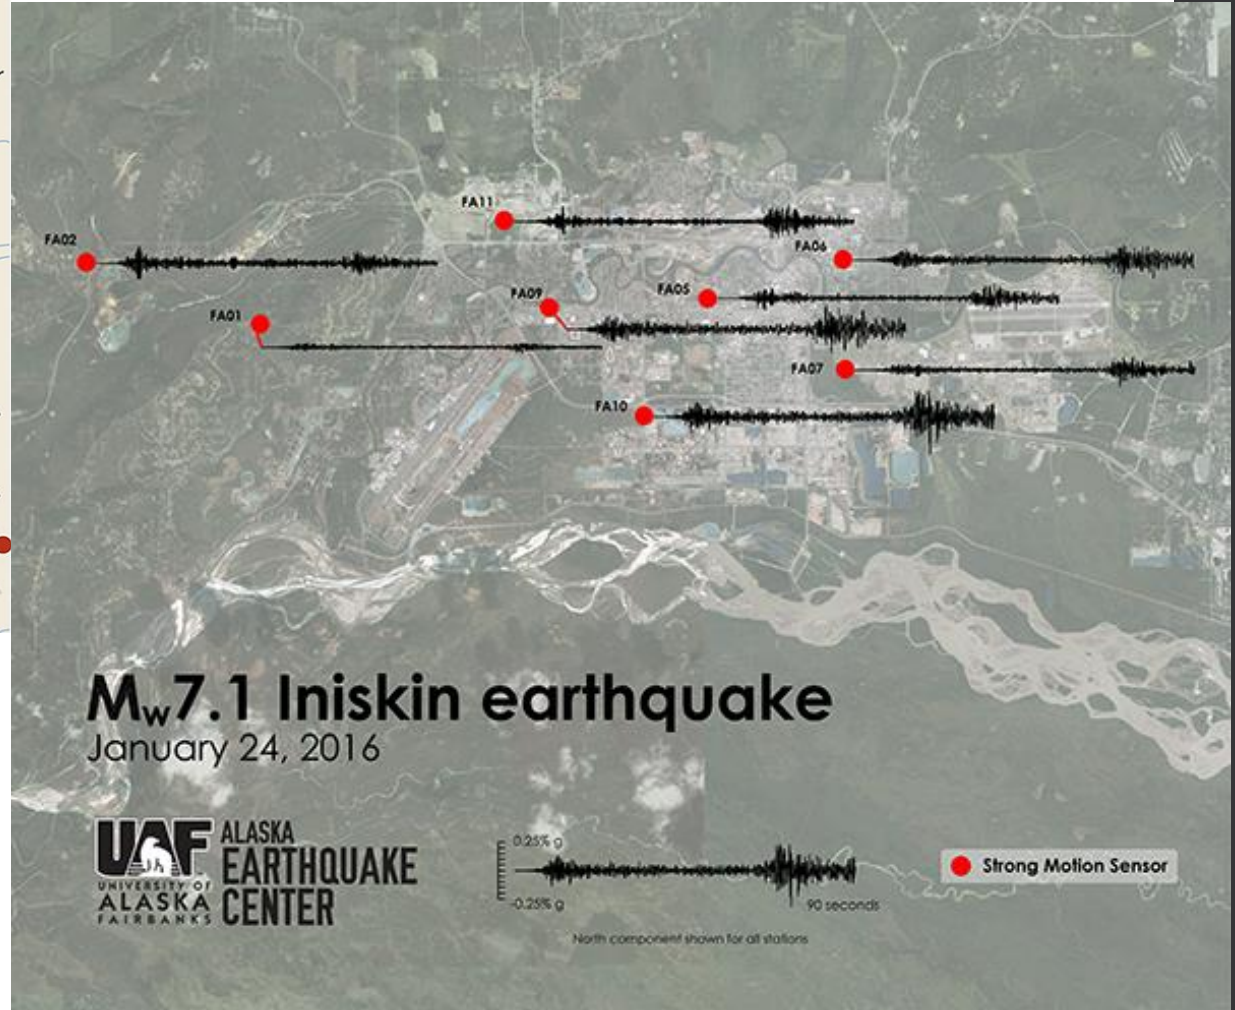 FA11
FA02
FA06
FA09
FA05
FA01
FA07
FA10
Mw7.1 Iniskin earthquake
January 24, 2016
UAF
UNIVERSITY OF
ALASKA
FAIRBANKS
ALASKA
EARTHQUAKE
CENTER
0.25% g
-0.25% g
90 seconds
North component shown for all stations
Strong Motion Sensor